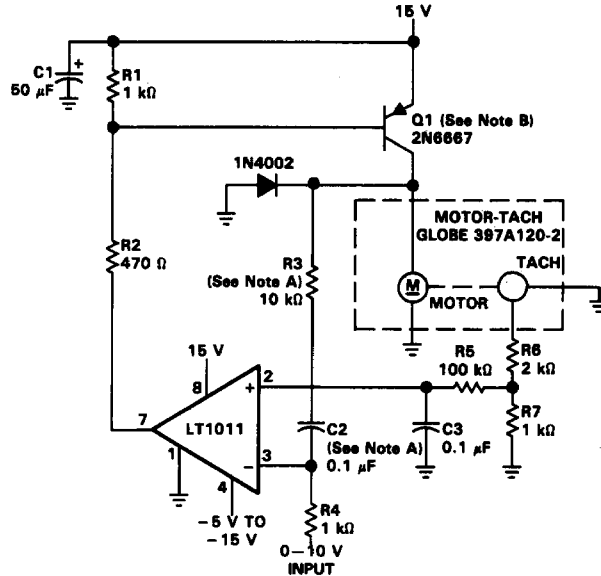 15 V
C1
+
50 μF
R1
1 kΩ
Q1 (See Note B)
2N6667
1N4002
MOTOR-TACH
GLOBE 397A120-2
TACH
R2
470 Ω
R3
(See Note A)
10 kΩ
M
MOTOR
R5
100 kΩ
R6
2 kΩ
15 V
8
2
+
7
LT1011
C2
(See Note A)
0.1 μF
C3
0.1 μF
R7
1 kΩ
1
–
3
4
–5 V TO
–15 V
R4
1 kΩ
0–10 V
INPUT